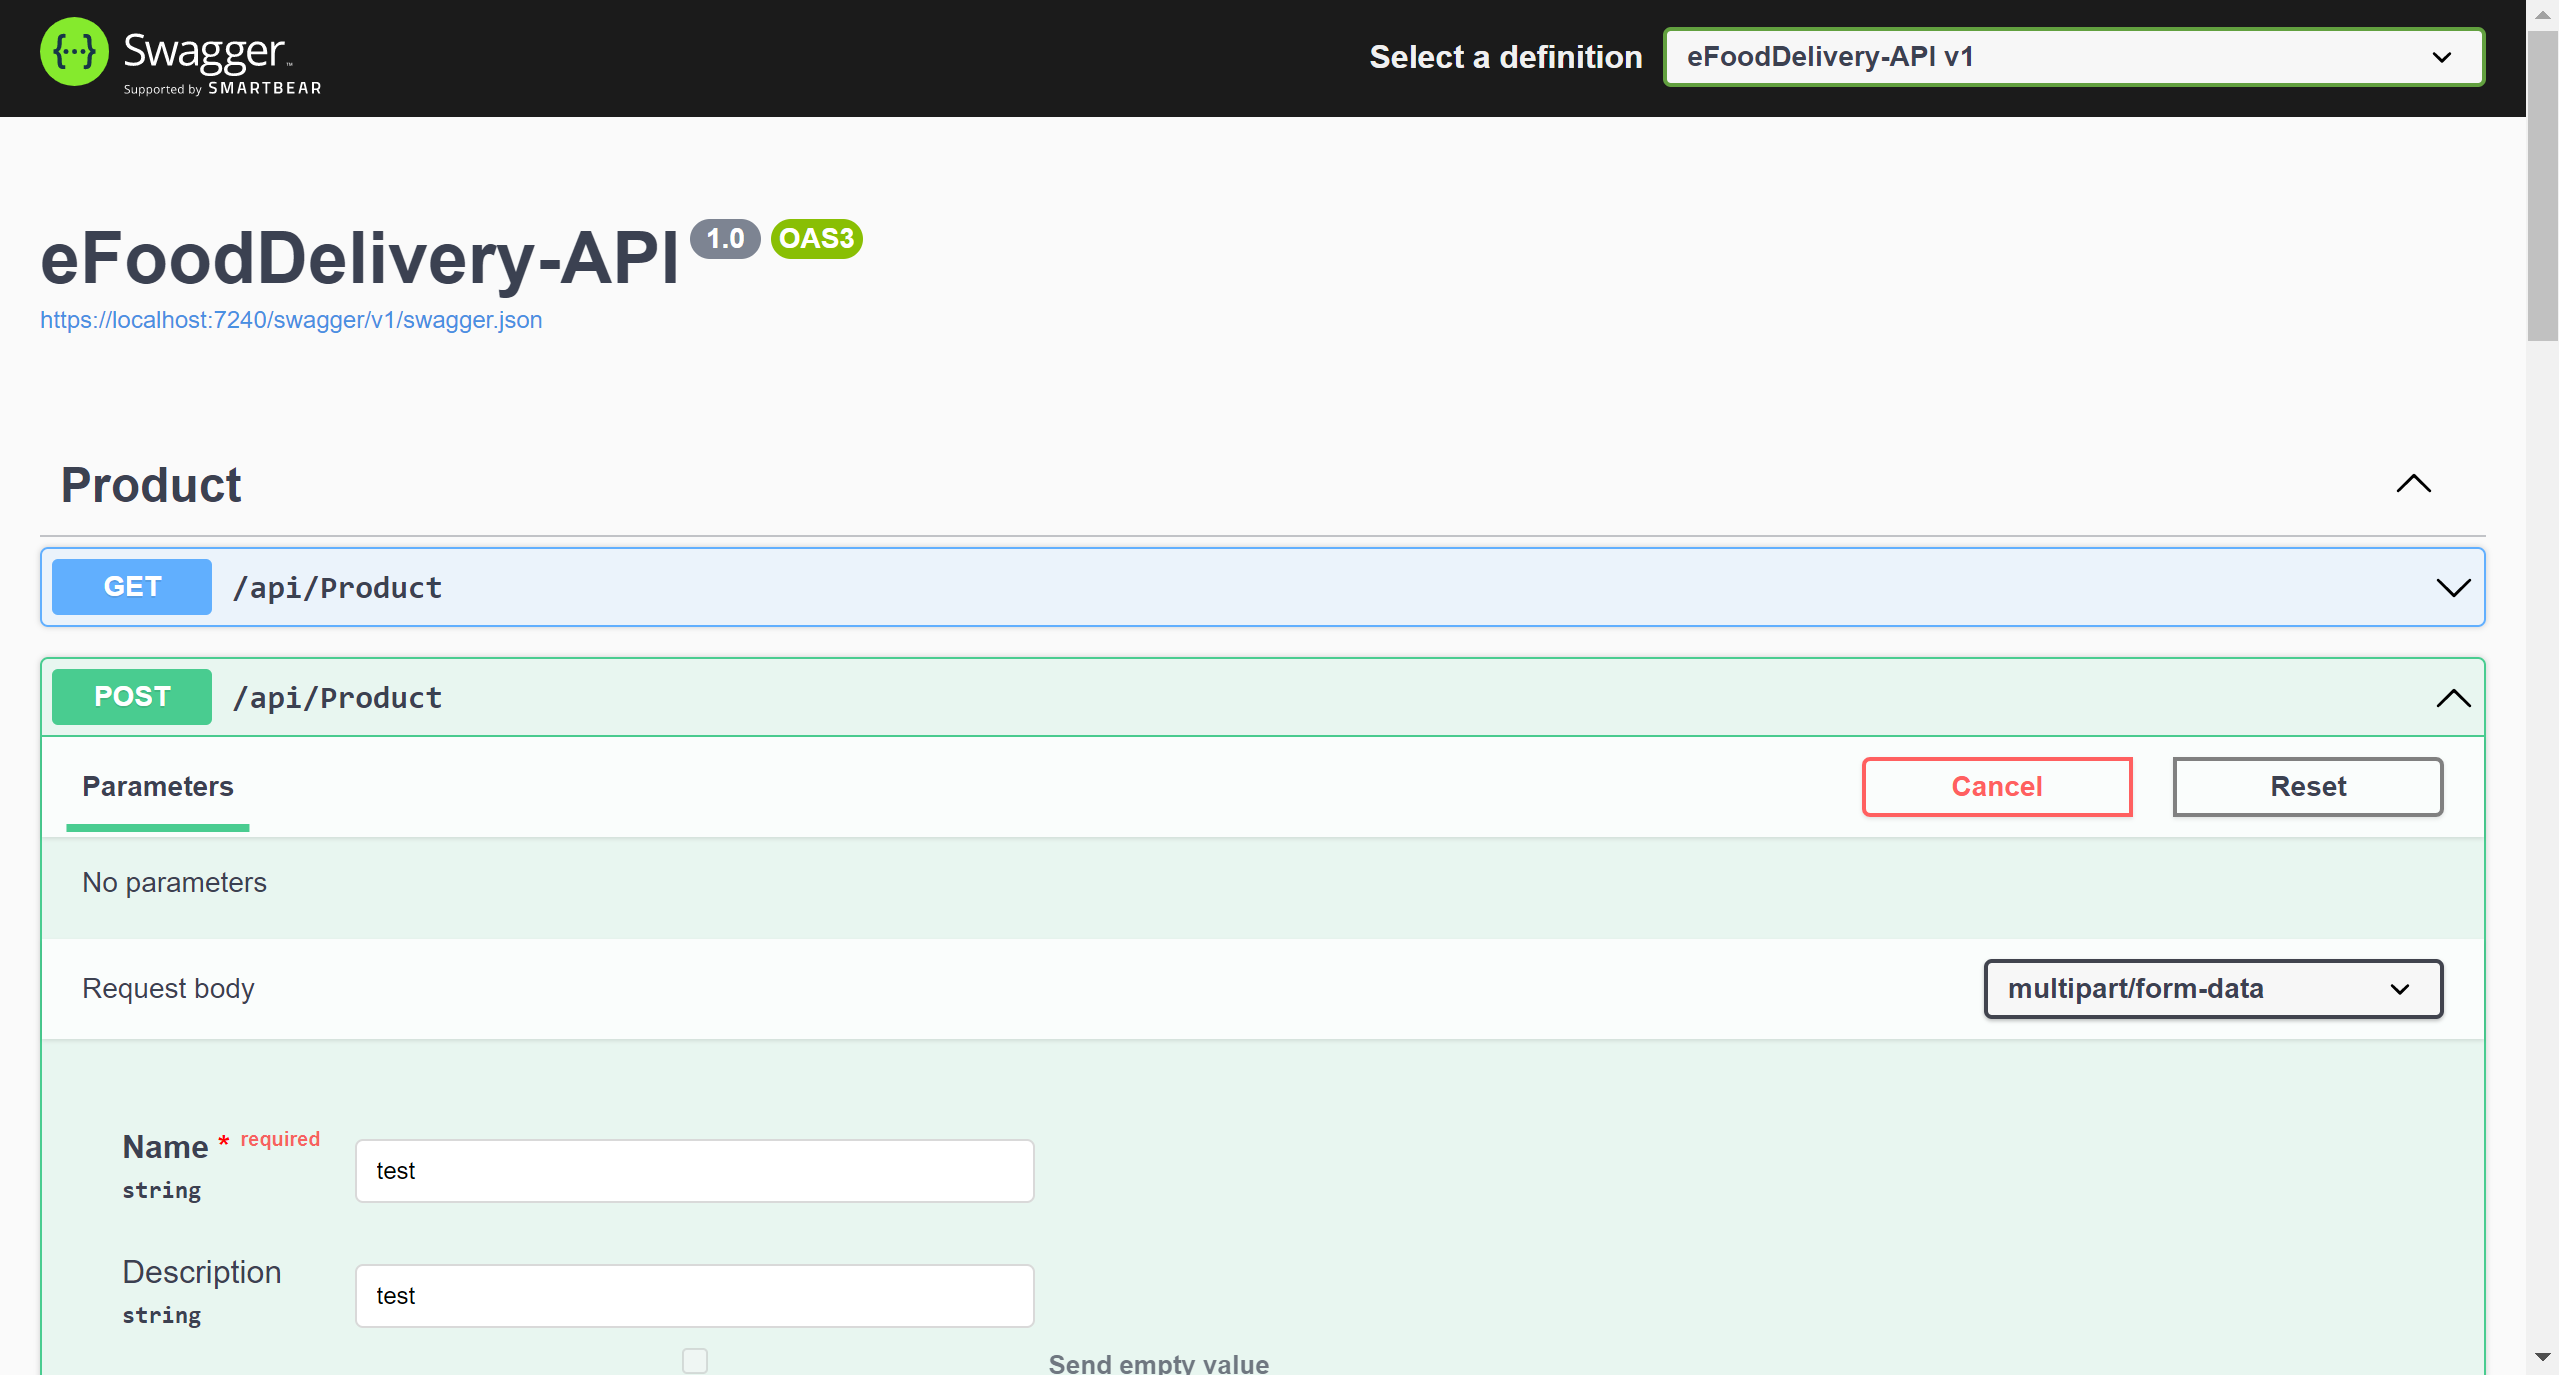 {···} Swagger™
Supported by SMARTBEAR
Select a definition
eFoodDelivery-API v1
eFoodDelivery-API 1.0 OAS3
https://localhost:7240/swagger/v1/swagger.json
Product
GET /api/Product
POST /api/Product
Parameters
Cancel
Reset
No parameters
Request body
multipart/form-data
Name * required
string
test
Description
string
test
Send empty value